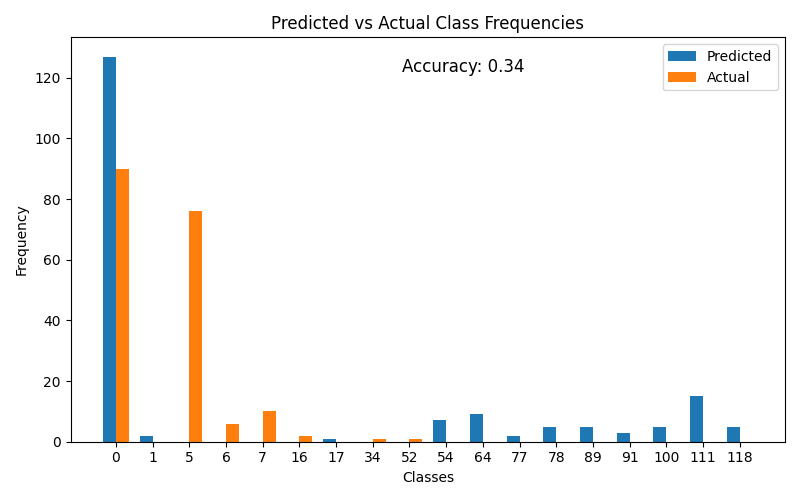 Predicted vs Actual Class Frequencies
Accuracy: 0.34
Predicted
Actual
Frequency
120
100
80
60
40
20
0
0 1 5 6 7 16 17 34 52 54 64 77 78 89 91 100 111 118
Classes